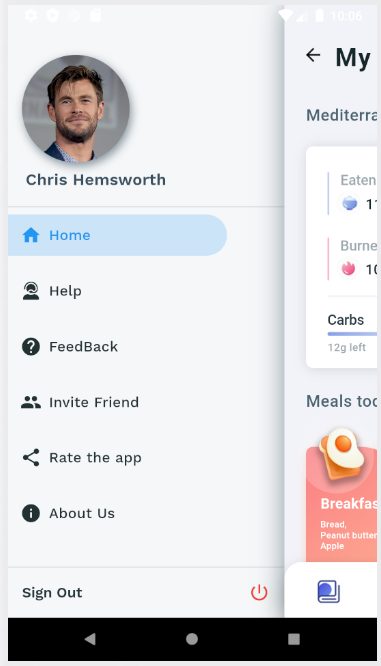 10:06
My
Mediterra
Eaten
11
Burne
10
Carbs
12g left
Meals too
Breakfas
Bread,
Peanut butter
Apple
Chris Hemsworth
Home
Help
FeedBack
Invite Friend
Rate the app
About Us
Sign Out